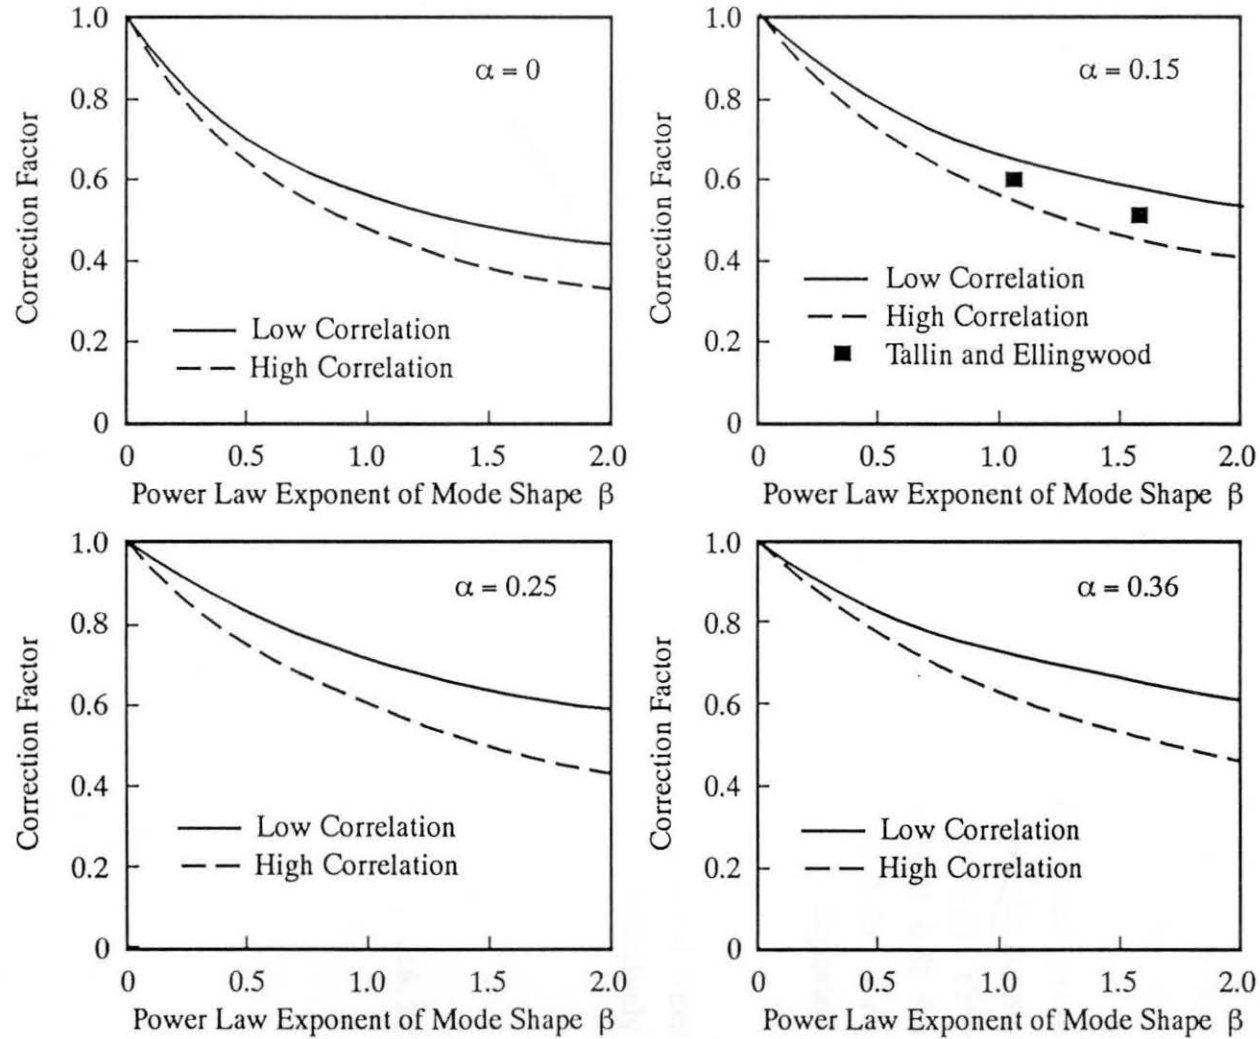 1.0
0.8
0.6
0.4
0.2
0
Correction Factor
α = 0
Low Correlation
High Correlation
0 0.5 1.0 1.5 2.0
Power Law Exponent of Mode Shape β
1.0
0.8
0.6
0.4
0.2
0
Correction Factor
α = 0.15
Low Correlation
High Correlation
Tallin and Ellingwood
0 0.5 1.0 1.5 2.0
Power Law Exponent of Mode Shape β
1.0
0.8
0.6
0.4
0.2
0
Correction Factor
α = 0.25
Low Correlation
High Correlation
0 0.5 1.0 1.5 2.0
Power Law Exponent of Mode Shape β
1.0
0.8
0.6
0.4
0.2
0
Correction Factor
α = 0.36
Low Correlation
High Correlation
0 0.5 1.0 1.5 2.0
Power Law Exponent of Mode Shape β